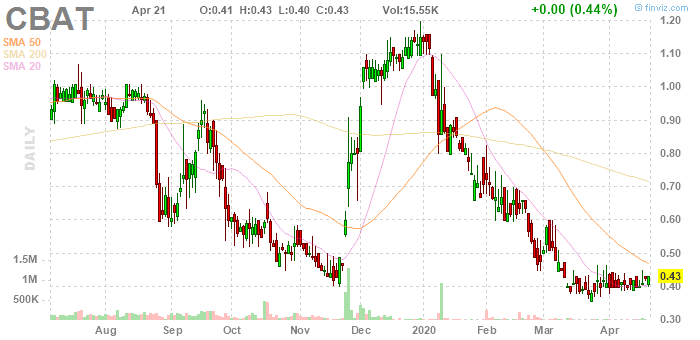 CBAT
Apr 21 O:0.41 H:0.43 L:0.40 C:0.43 Vol:15.55K
+0.00 (0.44%)
© finviz.com
SMA 50
SMA 200
SMA 20
DAILY
1.20
1.10
1.00
0.90
0.80
0.70
0.60
0.50
0.43
0.40
0.30
1.5M
1M
500K
Aug Sep Oct Nov Dec 2020 Feb Mar Apr